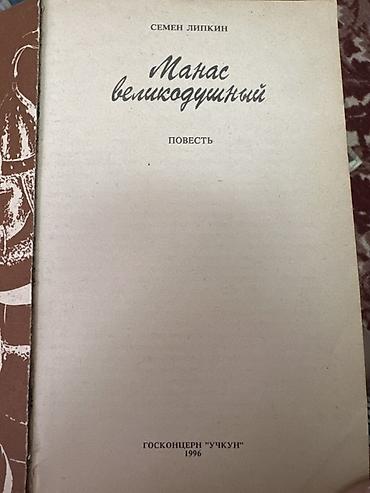 СЕМЕН ЛИПКИН
Манас
великодушный
ПОВЕСТЬ
ГОСКОНЦЕРН "УЧКУН"
1996